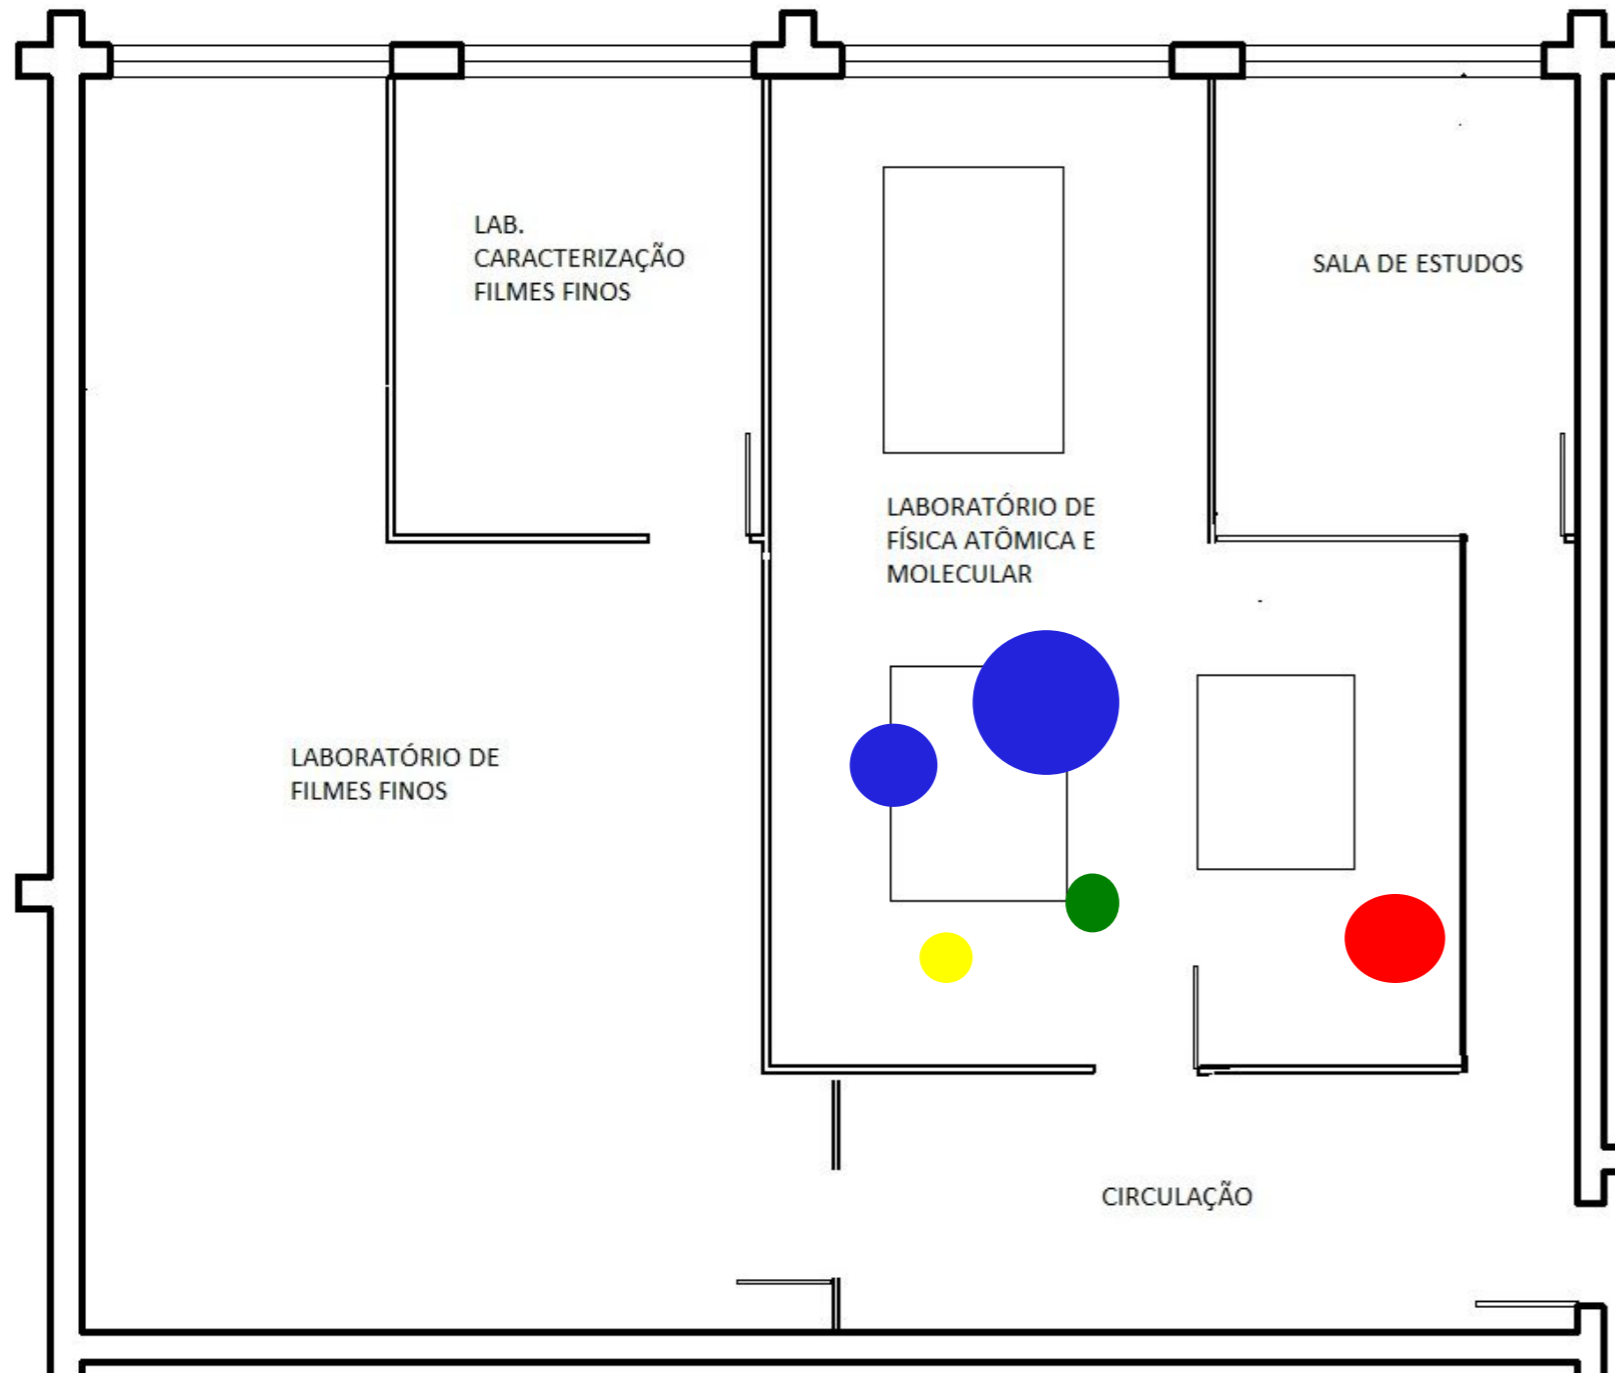 LAB.
CARACTERIZAÇÃO
FILMES FINOS
SALA DE ESTUDOS
LABORATÓRIO DE
FÍSICA ATÔMICA E
MOLECULAR
LABORATÓRIO DE
FILMES FINOS
CIRCULAÇÃO